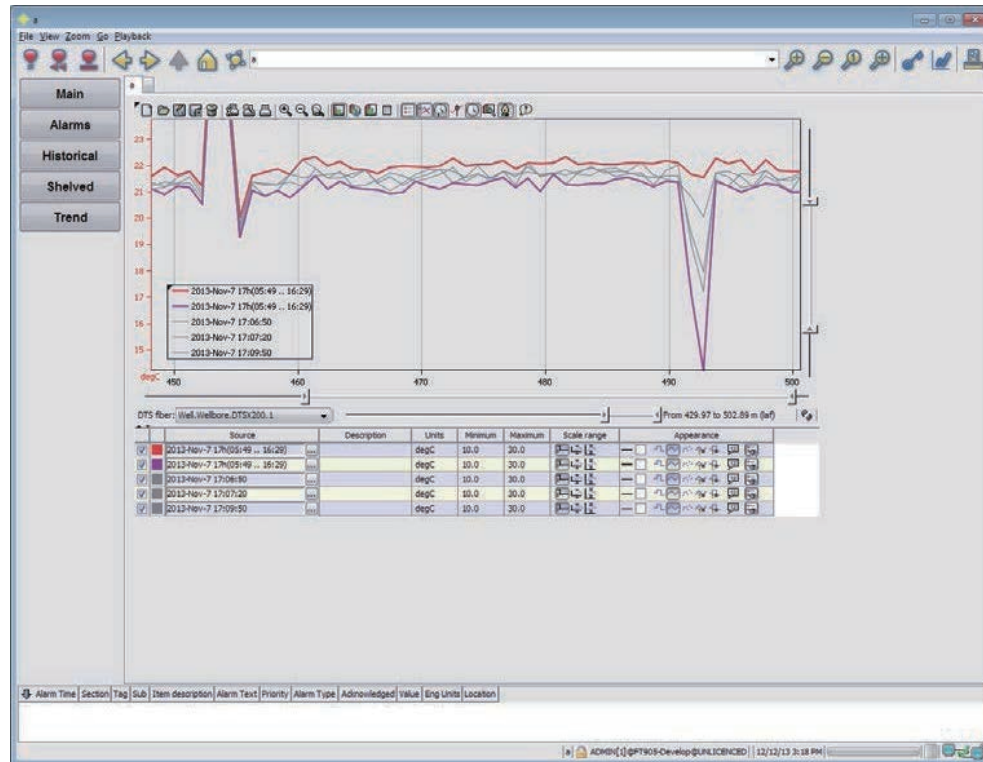 File View Zoom Go Playback
Main
Alarms
Historical
Shelved
Trend
23
22
21
20
19
18
17
16
15
degC
450 460 470 480 490 500
2013-Nov-7 17h(05:49 .. 16:29)
2013-Nov-7 17h(05:49 .. 16:29)
2013-Nov-7 17:06:50
2013-Nov-7 17:07:20
2013-Nov-7 17:09:50
DTS fiber: Well.Wellbore.DTSX200.1 From 429.97 to 502.89 m (laf)
Source Description Units Minimum Maximum Scale range Appearance
2013-Nov-7 17h(05:49 .. 16:29) ... degC 10.0 30.0
2013-Nov-7 17h(05:49 .. 16:29) ... degC 10.0 30.0
2013-Nov-7 17:06:50 ... degC 10.0 30.0
2013-Nov-7 17:07:20 ... degC 10.0 30.0
2013-Nov-7 17:09:50 ... degC 10.0 30.0
Alarm Time Section Tag Sub Item description Alarm Text Priority Alarm Type Acknowledged Value Eng Units Location
ADMIN[1]@PT905-Develop@UNLICENCED 12/12/13 3:18 PM